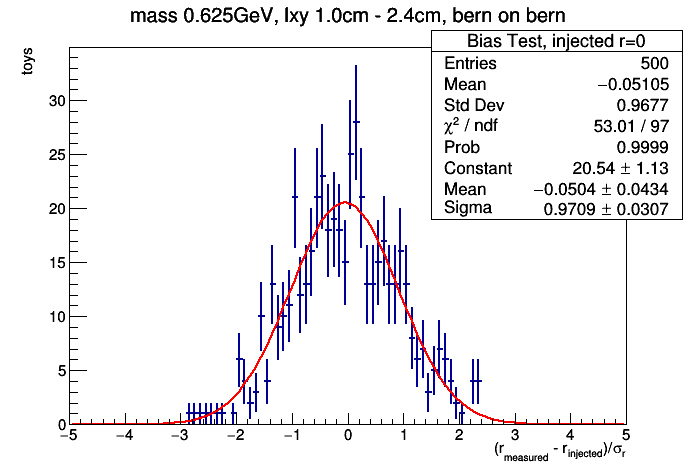 mass 0.625GeV, lxy 1.0cm - 2.4cm, bern on bern
Bias Test, injected r=0
Entries 500
Mean −0.05105
Std Dev 0.9677
χ² / ndf 53.01 / 97
Prob 0.9999
Constant 20.54 ± 1.13
Mean −0.0504 ± 0.0434
Sigma 0.9709 ± 0.0307
toys
30
25
20
15
10
5
0
−5 −4 −3 −2 −1 0 1 2 3 4 5
(r_measured - r_injected)/σ_r